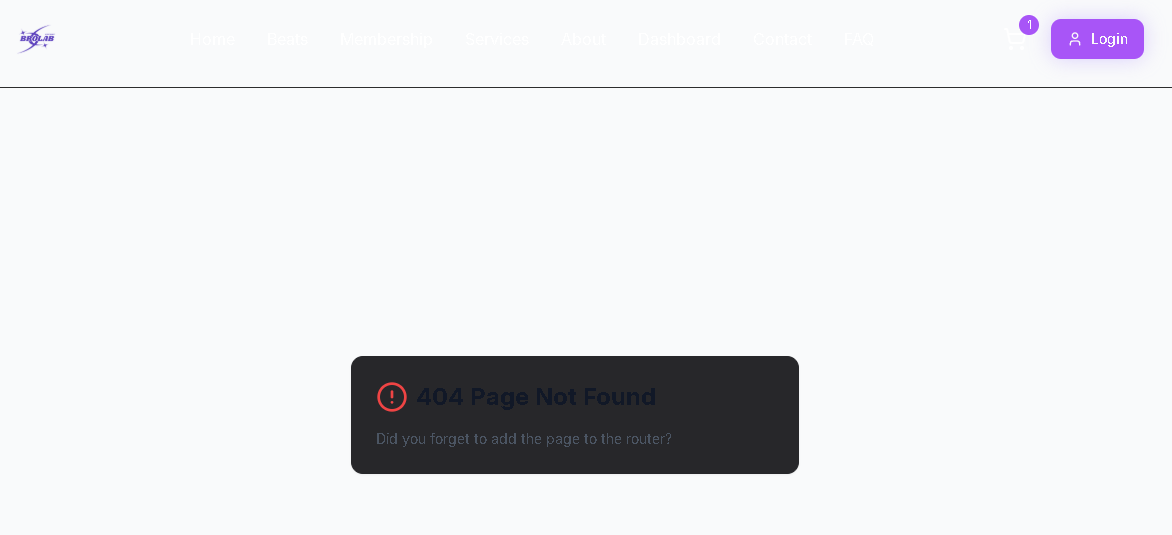 BROLAB
Home Beats Membership Services About Dashboard Contact FAQ 1 Login
404 Page Not Found
Did you forget to add the page to the router?